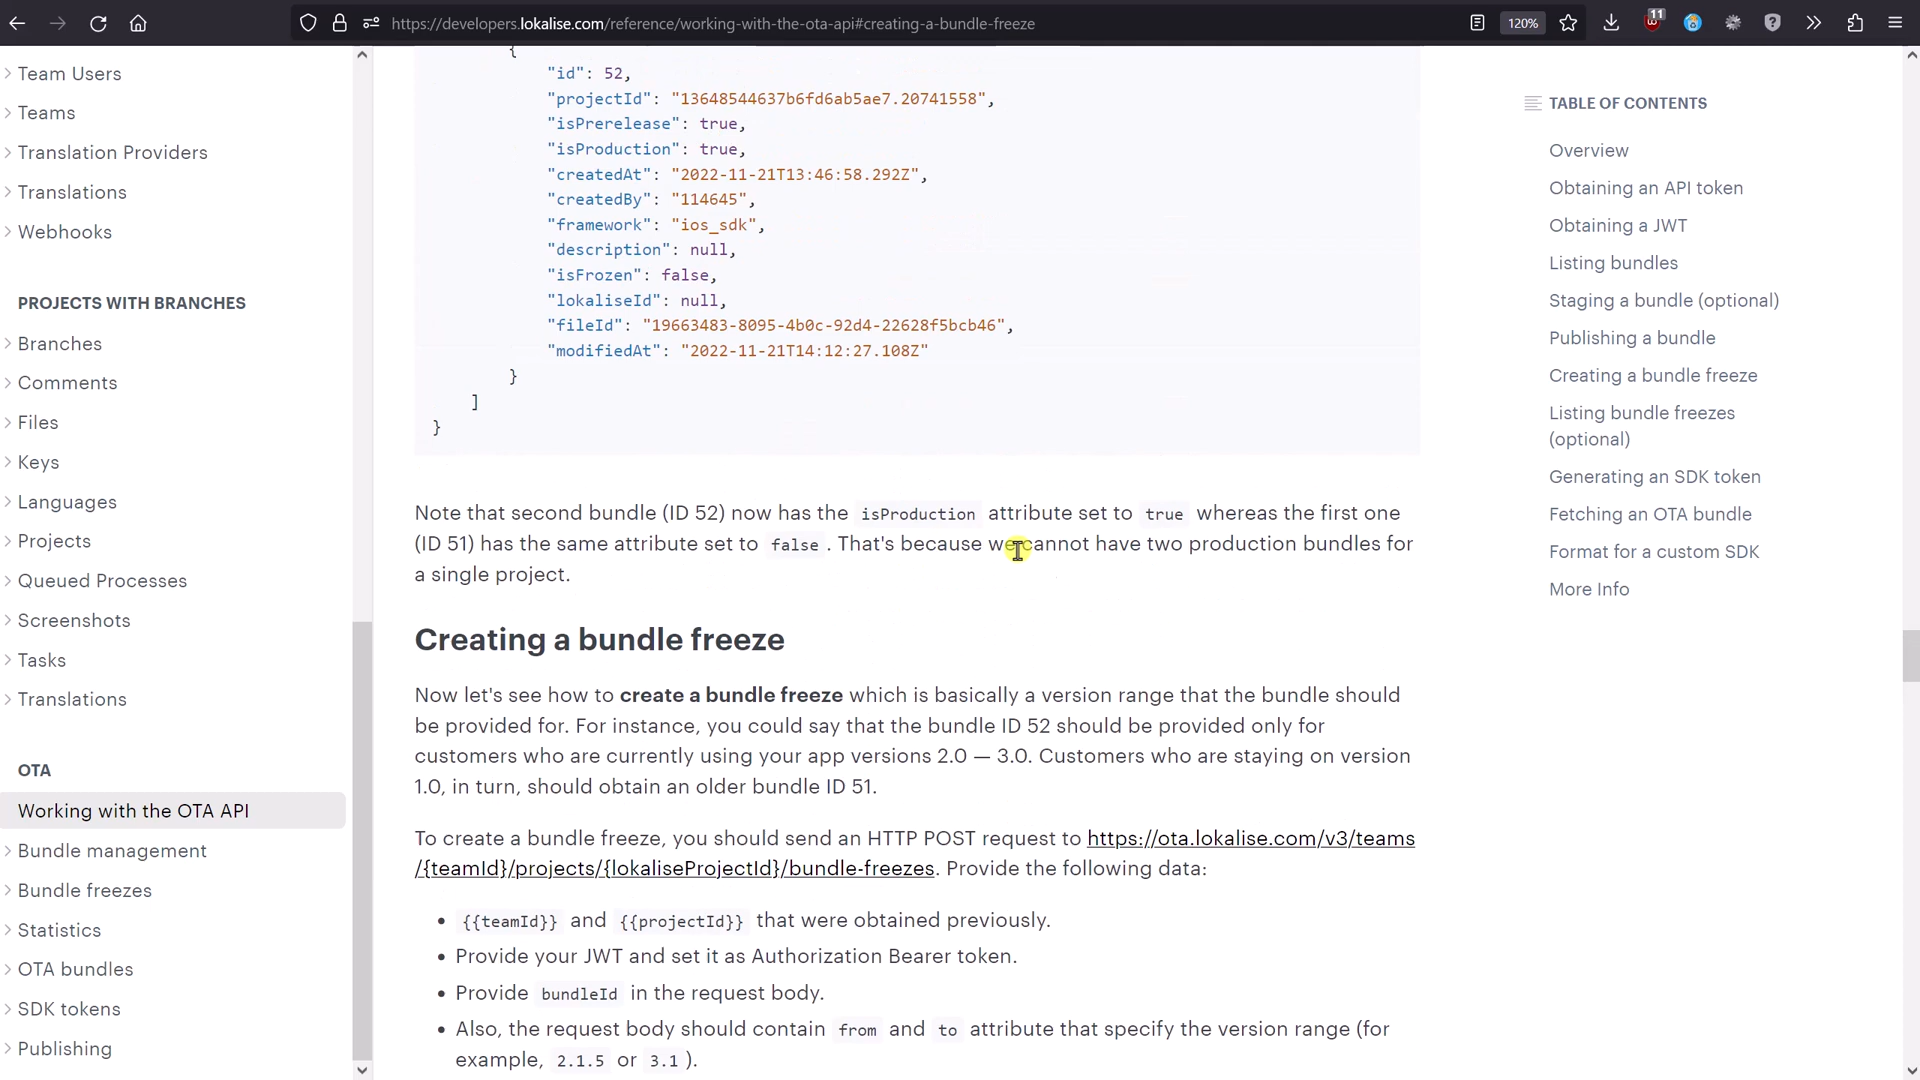 https://developers.lokalise.com/reference/working-with-the-ota-api#creating-a-bundle-freeze
120%
11
Team Users
Teams
Translation Providers
Translations
Webhooks
PROJECTS WITH BRANCHES
Branches
Comments
Files
Keys
Languages
Projects
Queued Processes
Screenshots
Tasks
Translations
OTA
Working with the OTA API
Bundle management
Bundle freezes
Statistics
OTA bundles
SDK tokens
Publishing
{
"id": 52,
"projectId": "13648544637b6fd6ab5ae7.20741558",
"isPrerelease": true,
"isProduction": true,
"createdAt": "2022-11-21T13:46:58.292Z",
"createdBy": "114645",
"framework": "ios_sdk",
"description": null,
"isFrozen": false,
"lokaliseId": null,
"fileId": "19663483-8095-4b0c-92d4-22628f5bcb46",
"modifiedAt": "2022-11-21T14:12:27.108Z"
}
]
}
Note that second bundle (ID 52) now has the isProduction attribute set to true whereas the first one
(ID 51) has the same attribute set to false . That's because we cannot have two production bundles for
a single project.
Creating a bundle freeze
Now let's see how to create a bundle freeze which is basically a version range that the bundle should
be provided for. For instance, you could say that the bundle ID 52 should be provided only for
customers who are currently using your app versions 2.0 — 3.0. Customers who are staying on version
1.0, in turn, should obtain an older bundle ID 51.
To create a bundle freeze, you should send an HTTP POST request to https://ota.lokalise.com/v3/teams
/{teamId}/projects/{lokaliseProjectId}/bundle-freezes. Provide the following data:
• {{teamId}} and {{projectId}} that were obtained previously.
• Provide your JWT and set it as Authorization Bearer token.
• Provide bundleId in the request body.
• Also, the request body should contain from and to attribute that specify the version range (for
example, 2.1.5 or 3.1 ).
TABLE OF CONTENTS
Overview
Obtaining an API token
Obtaining a JWT
Listing bundles
Staging a bundle (optional)
Publishing a bundle
Creating a bundle freeze
Listing bundle freezes
(optional)
Generating an SDK token
Fetching an OTA bundle
Format for a custom SDK
More Info